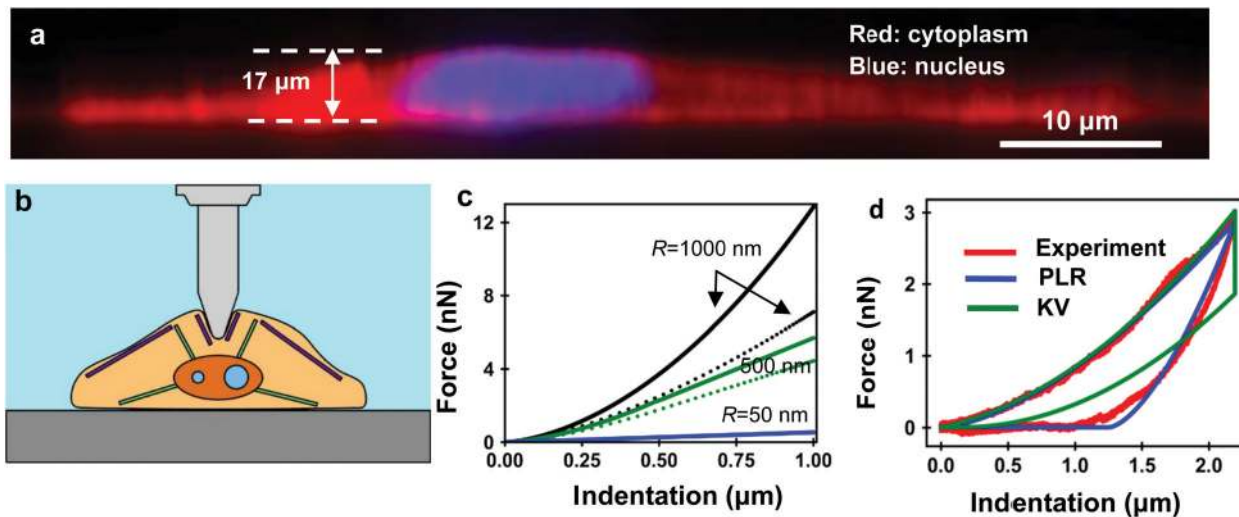 a
17 µm
Red: cytoplasm
Blue: nucleus
10 µm
b
c
12
8
4
0
Force (nN)
R=1000 nm
500 nm
R=50 nm
0.00 0.25 0.50 0.75 1.00
Indentation (µm)
d
3
2
1
0
Force (nN)
Experiment
PLR
KV
0.0 0.5 1.0 1.5 2.0
Indentation (µm)